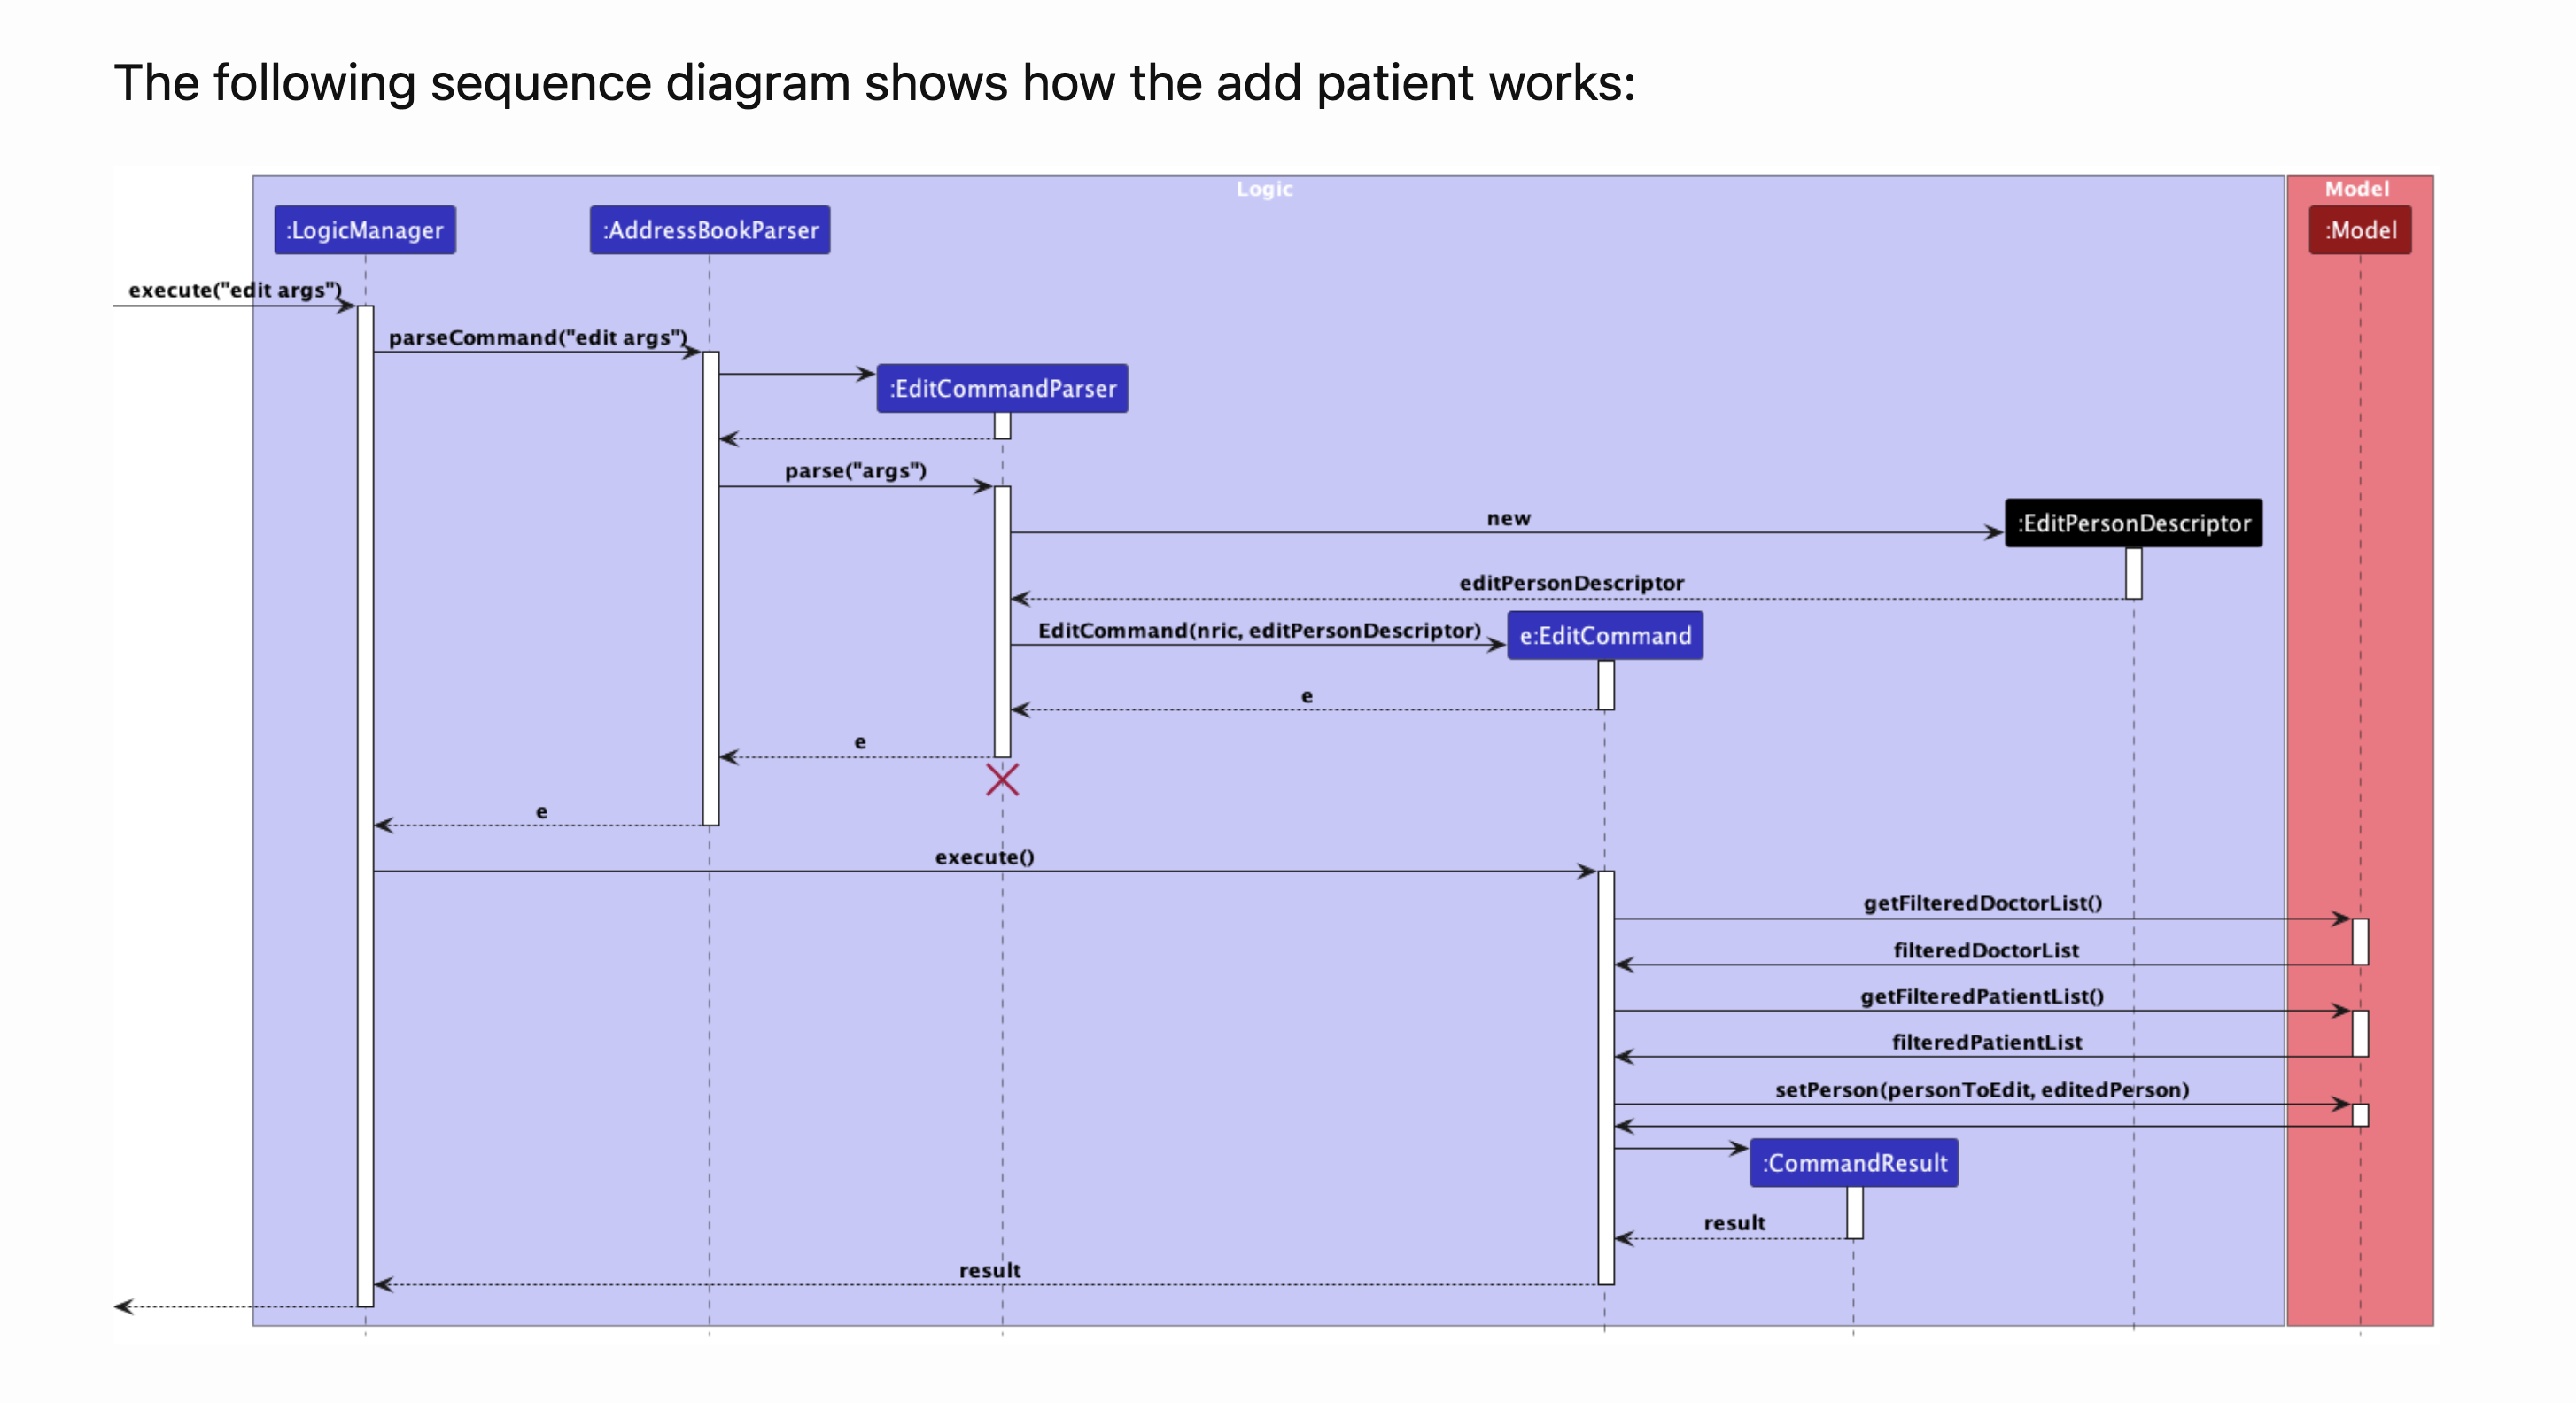 The following sequence diagram shows how the add patient works:
Logic
Model
:LogicManager
:AddressBookParser
:Model
execute("edit args")
parseCommand("edit args")
:EditCommandParser
parse("args")
new
:EditPersonDescriptor
editPersonDescriptor
EditCommand(nric, editPersonDescriptor)
e:EditCommand
e
e
e
execute()
getFilteredDoctorList()
filteredDoctorList
getFilteredPatientList()
filteredPatientList
setPerson(personToEdit, editedPerson)
:CommandResult
result
result